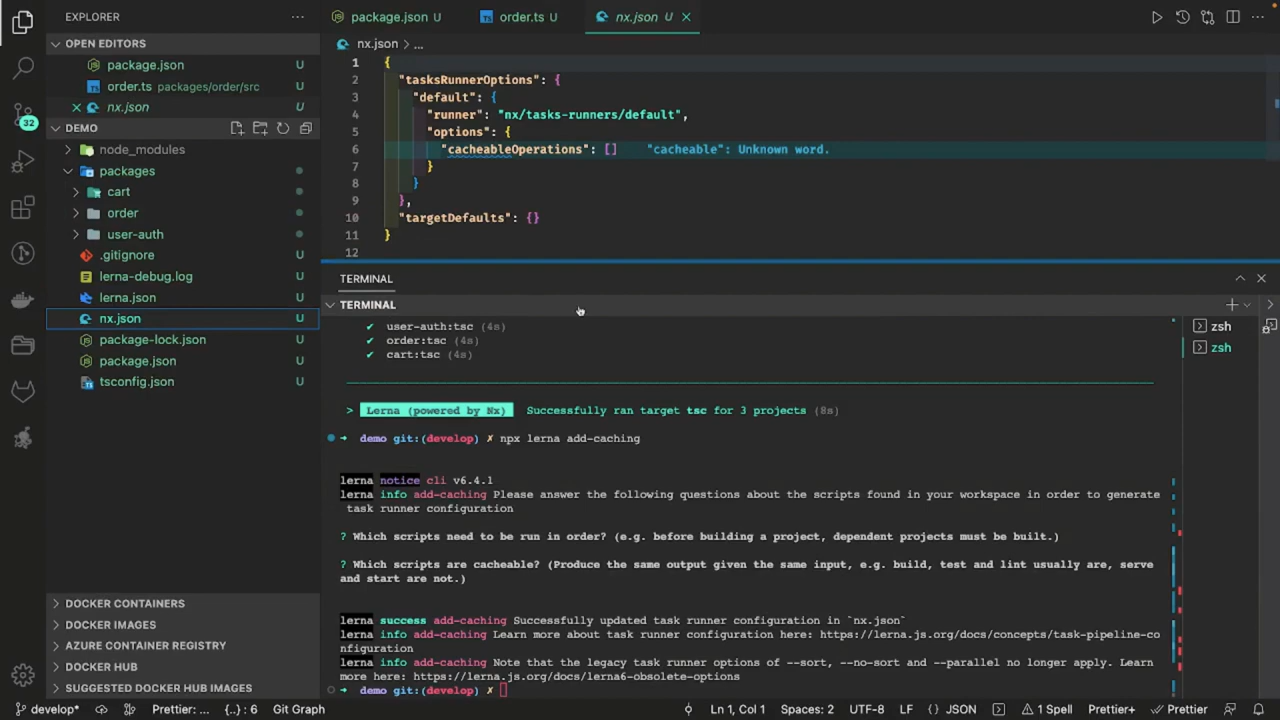 EXPLORER
package.json U
order.ts U
nx.json U
OPEN EDITORS
package.json U
order.ts packages/order/src U
nx.json U
DEMO
node_modules
packages
cart
order
user-auth
.gitignore U
lerna-debug.log U
lerna.json U
nx.json U
package-lock.json U
package.json U
tsconfig.json U
32
DOCKER CONTAINERS
DOCKER IMAGES
AZURE CONTAINER REGISTRY
DOCKER HUB
SUGGESTED DOCKER HUB IMAGES
nx.json > ...
1 {
2 "tasksRunnerOptions": {
3 "default": {
4 "runner": "nx/tasks-runners/default",
5 "options": {
6 "cacheableOperations": [] "cacheable": Unknown word.
7 }
8 }
9 },
10 "targetDefaults": {}
11 }
12
TERMINAL
TERMINAL
✔ user-auth:tsc (4s)
✔ order:tsc (4s)
✔ cart:tsc (4s)
> Lerna (powered by Nx) Successfully ran target tsc for 3 projects (8s)
➜ demo git:(develop) ✗ npx lerna add-caching
lerna notice cli v6.4.1
lerna info add-caching Please answer the following questions about the scripts found in your workspace in order to generate
task runner configuration
? Which scripts need to be run in order? (e.g. before building a project, dependent projects must be built.)
? Which scripts are cacheable? (Produce the same output given the same input, e.g. build, test and lint usually are, serve
and start are not.)
lerna success add-caching Successfully updated task runner configuration in `nx.json`
lerna info add-caching Learn more about task runner configuration here: https://lerna.js.org/docs/concepts/task-pipeline-co
nfiguration
lerna info add-caching Note that the legacy task runner options of --sort, --no-sort and --parallel no longer apply. Learn
more here: https://lerna.js.org/docs/lerna6-obsolete-options
➜ demo git:(develop) ✗
zsh
zsh
develop* Prettier: ... {..} : 6 Git Graph Ln 1, Col 1 Spaces: 2 UTF-8 LF {} JSON 1 Spell Prettier+ Prettier